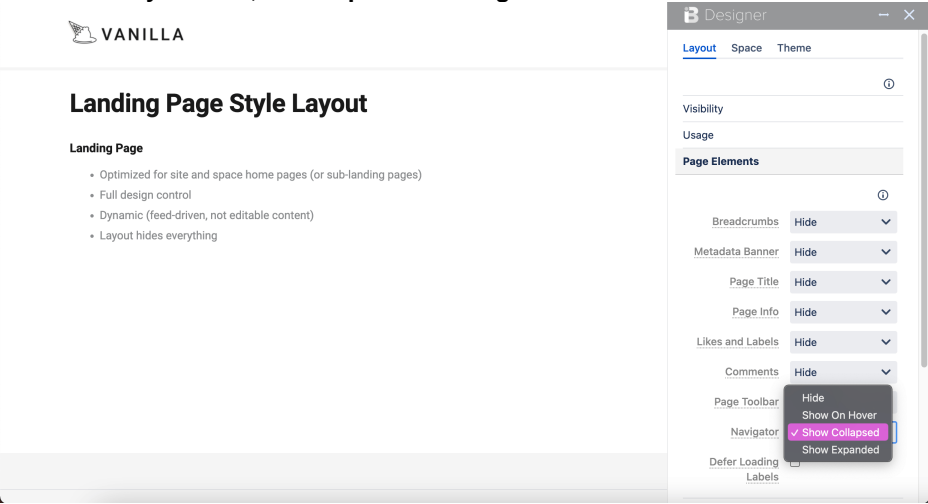 VANILLA
Landing Page Style Layout
Landing Page
• Optimized for site and space home pages (or sub-landing pages)
• Full design control
• Dynamic (feed-driven, not editable content)
• Layout hides everything
Designer
Layout Space Theme
Visibility
Usage
Page Elements
Breadcrumbs Hide
Metadata Banner Hide
Page Title Hide
Page Info Hide
Likes and Labels Hide
Comments Hide
Page Toolbar
Navigator
Hide
Show On Hover
✓ Show Collapsed
Show Expanded
Defer Loading
Labels